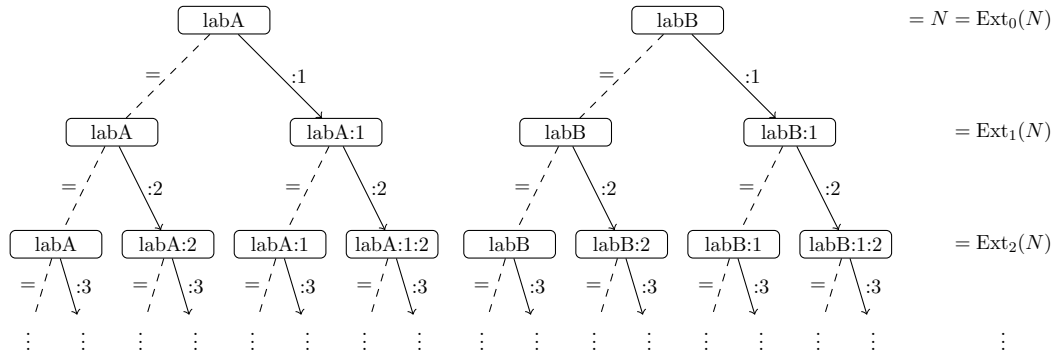 labA labB = N = Ext₀(N)
= :1 = :1
labA labA:1 labB labB:1 = Ext₁(N)
= :2 = :2 = :2 = :2
labA labA:2 labA:1 labA:1:2 labB labB:2 labB:1 labB:1:2 = Ext₂(N)
= :3 = :3 = :3 = :3 = :3 = :3 = :3 = :3
⋮ ⋮ ⋮ ⋮ ⋮ ⋮ ⋮ ⋮ ⋮ ⋮ ⋮ ⋮ ⋮ ⋮ ⋮ ⋮ ⋮